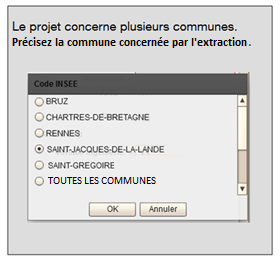 Le projet concerne plusieurs communes.
Précisez la commune concernée par l'extraction.
Code INSEE
BRUZ
CHARTRES-DE-BRETAGNE
RENNES
SAINT-JACQUES-DE-LA-LANDE
SAINT-GREGOIRE
TOUTES LES COMMUNES
OK Annuler